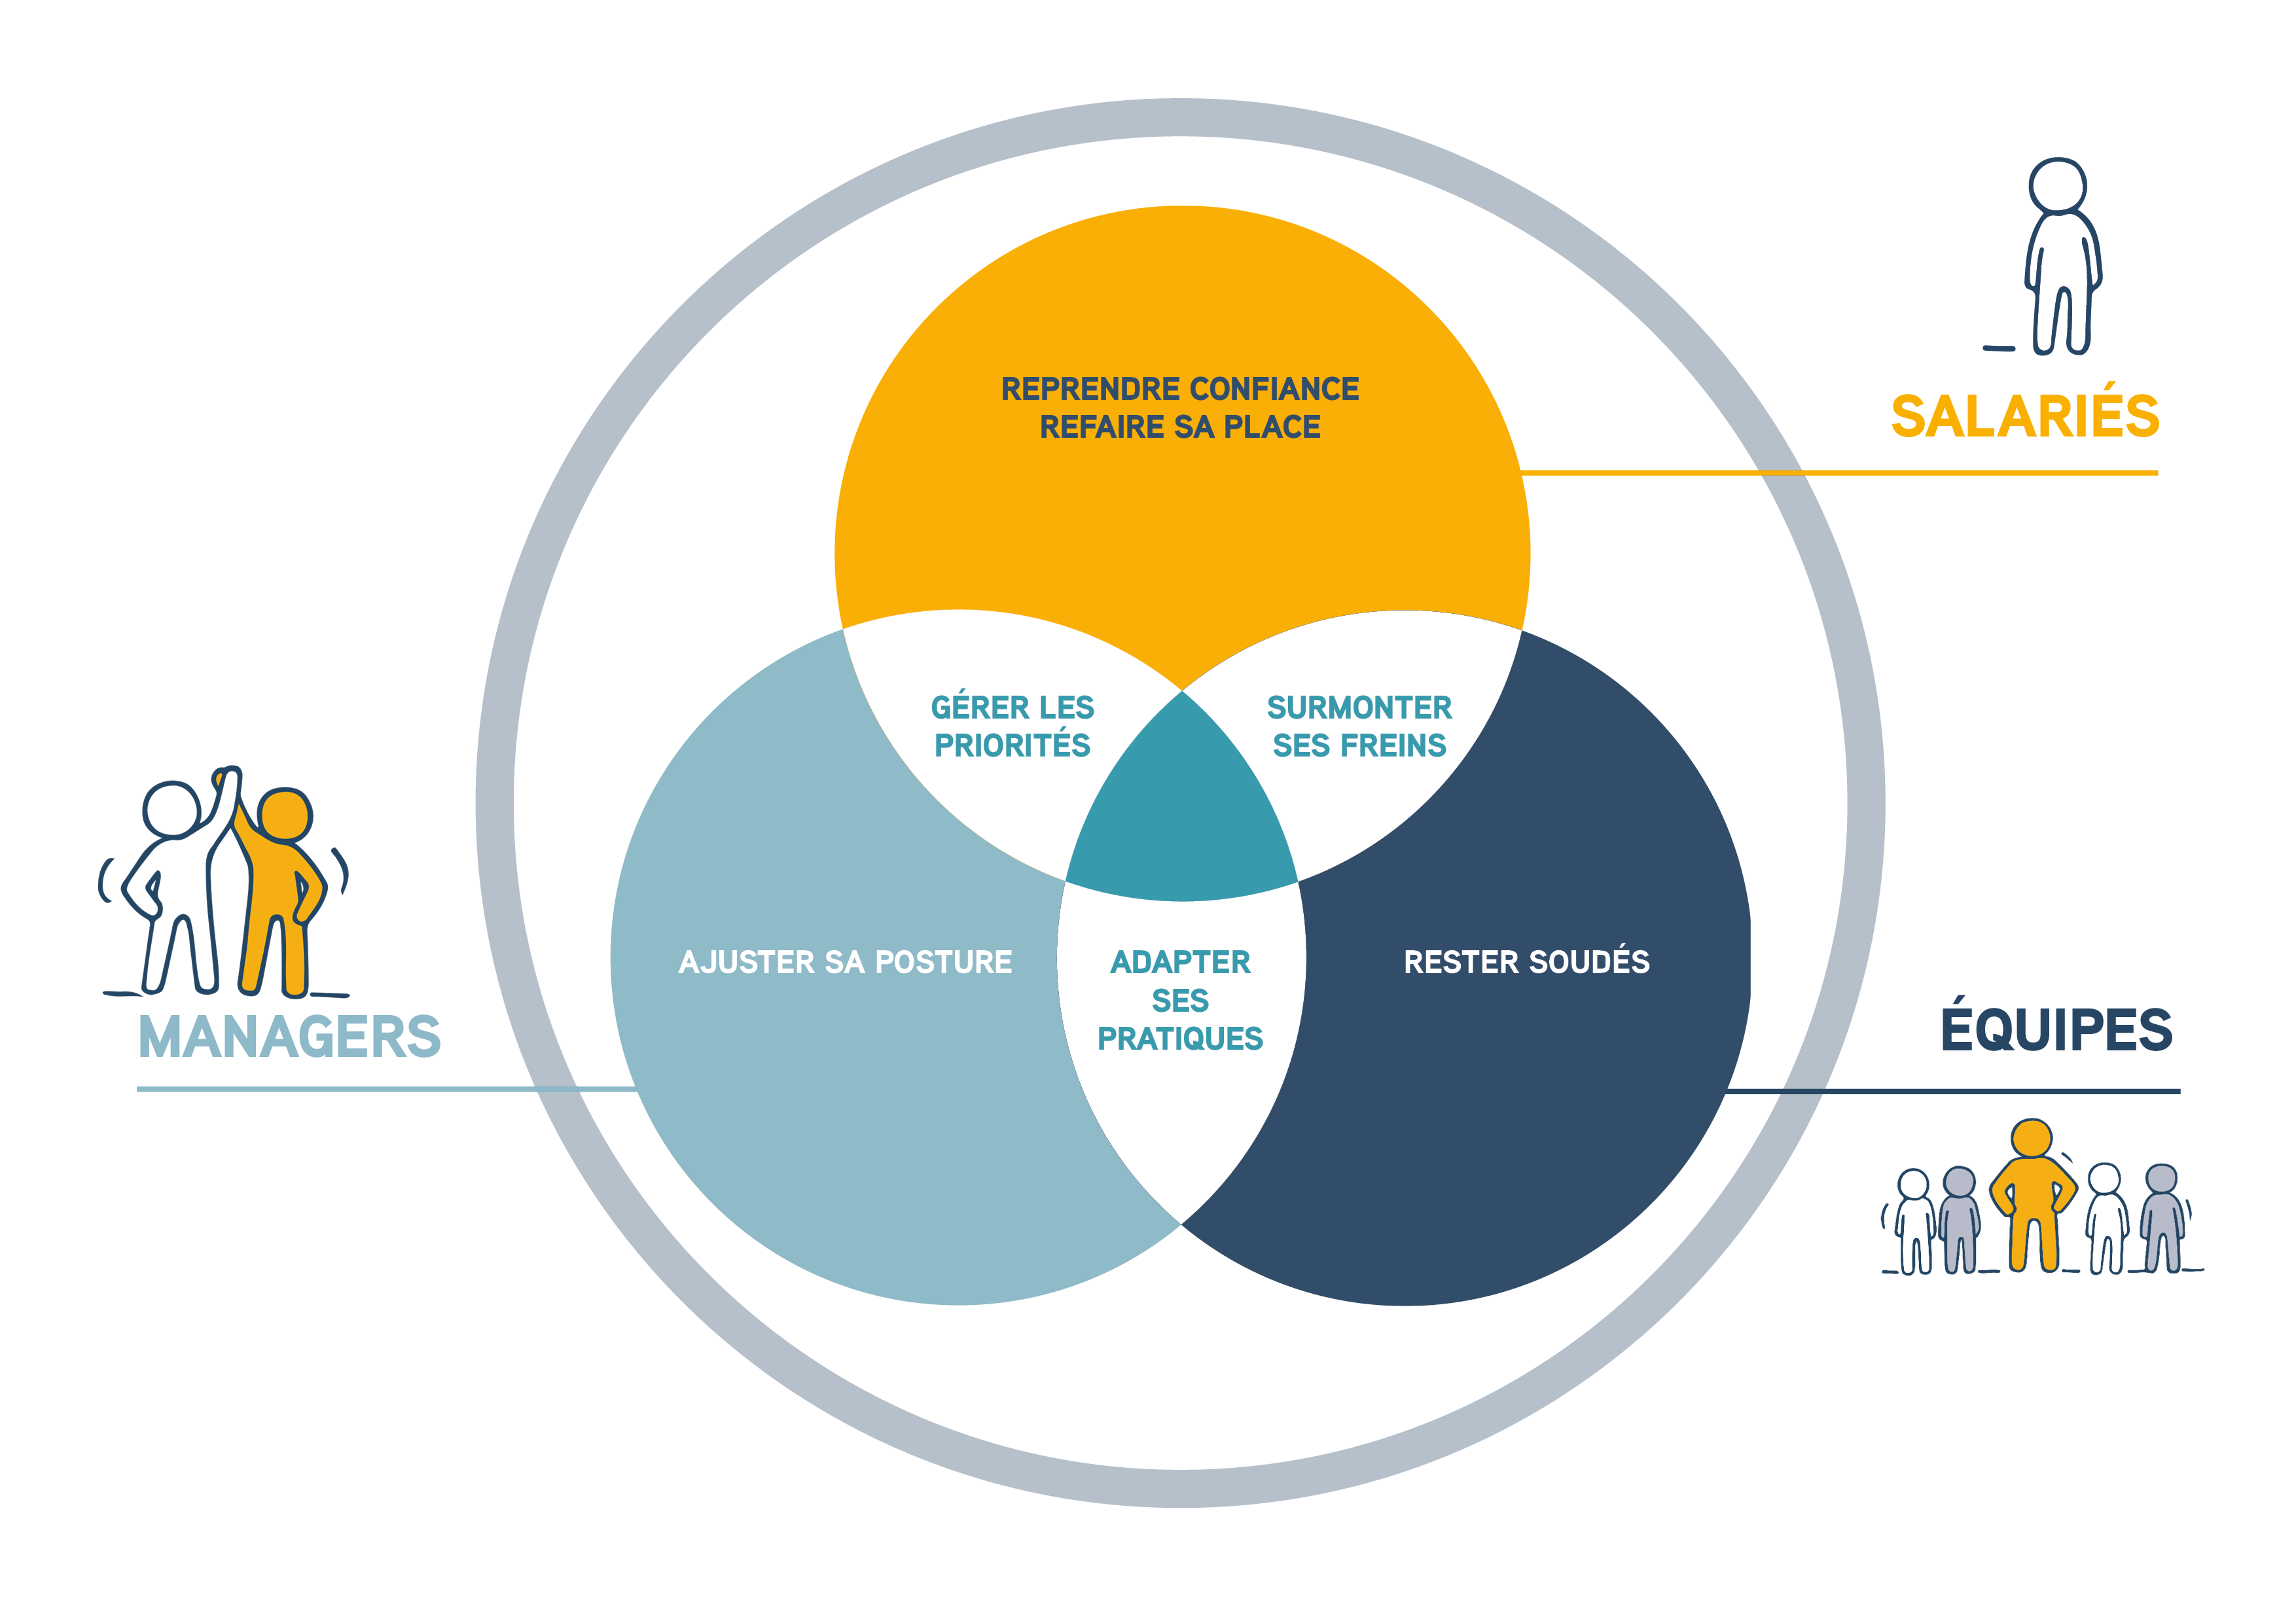 REPRENDRE CONFIANCE
REFAIRE SA PLACE
SALARIÉS
GÉRER LES
PRIORITÉS
SURMONTER
SES FREINS
AJUSTER SA POSTURE
ADAPTER
SES
PRATIQUES
RESTER SOUDÉS
MANAGERS
ÉQUIPES